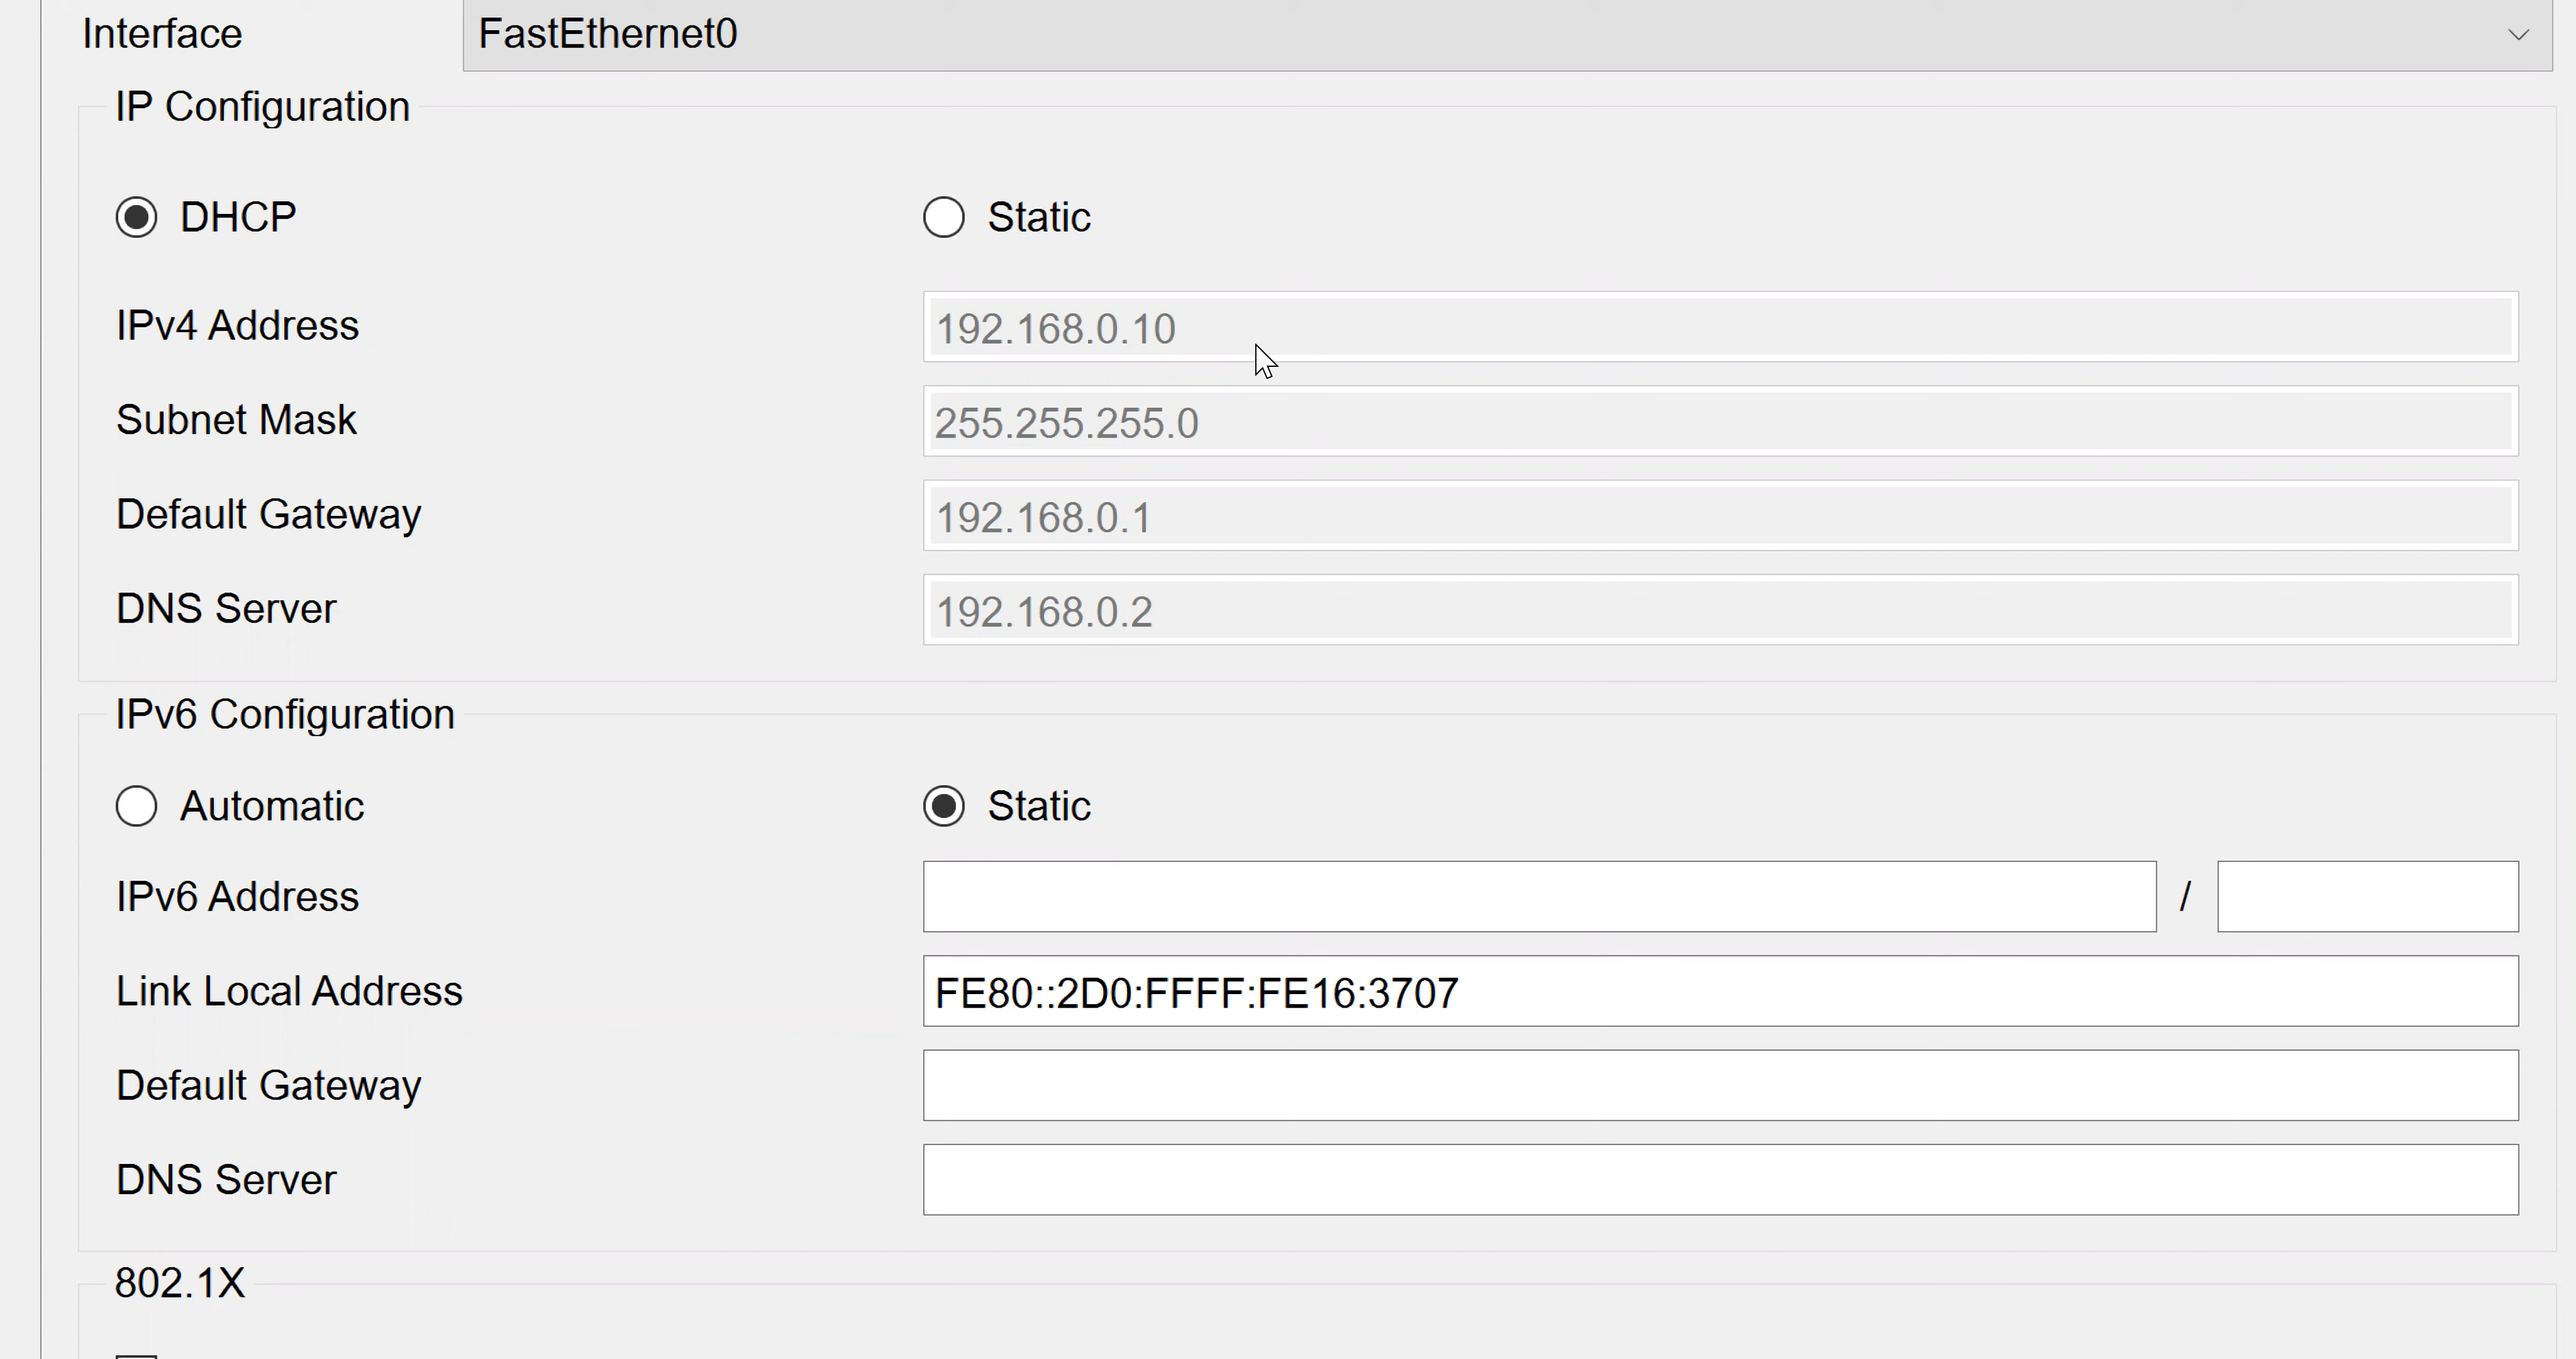 Interface FastEthernet0
IP Configuration
DHCP Static
IPv4 Address 192.168.0.10
Subnet Mask 255.255.255.0
Default Gateway 192.168.0.1
DNS Server 192.168.0.2
IPv6 Configuration
Automatic Static
IPv6 Address /
Link Local Address FE80::2D0:FFFF:FE16:3707
Default Gateway
DNS Server
802.1X